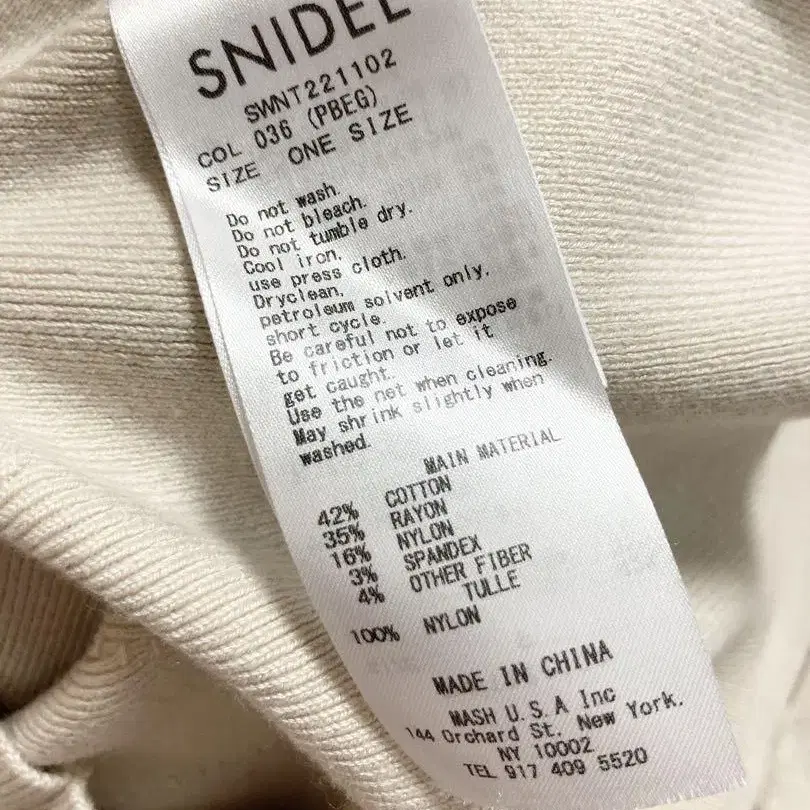 SNIDEL
SWNT221102
COL 036 (PBEG)
SIZE ONE SIZE
Do not wash.
Do not bleach.
Do not tumble dry.
Cool iron.
use press cloth.
Dryclean.
petroleum solvent only.
short cycle.
Be careful not to expose
to friction or let it
get caught.
Use the net when cleaning.
May shrink slightly when
washed.
MAIN MATERIAL
42% COTTON
35% RAYON
16% NYLON
3% SPANDEX
4% OTHER FIBER
TULLE
100% NYLON
MADE IN CHINA
MASH U.S.A Inc
144 Orchard St. New York.
NY 10002
TEL 917 409 5520